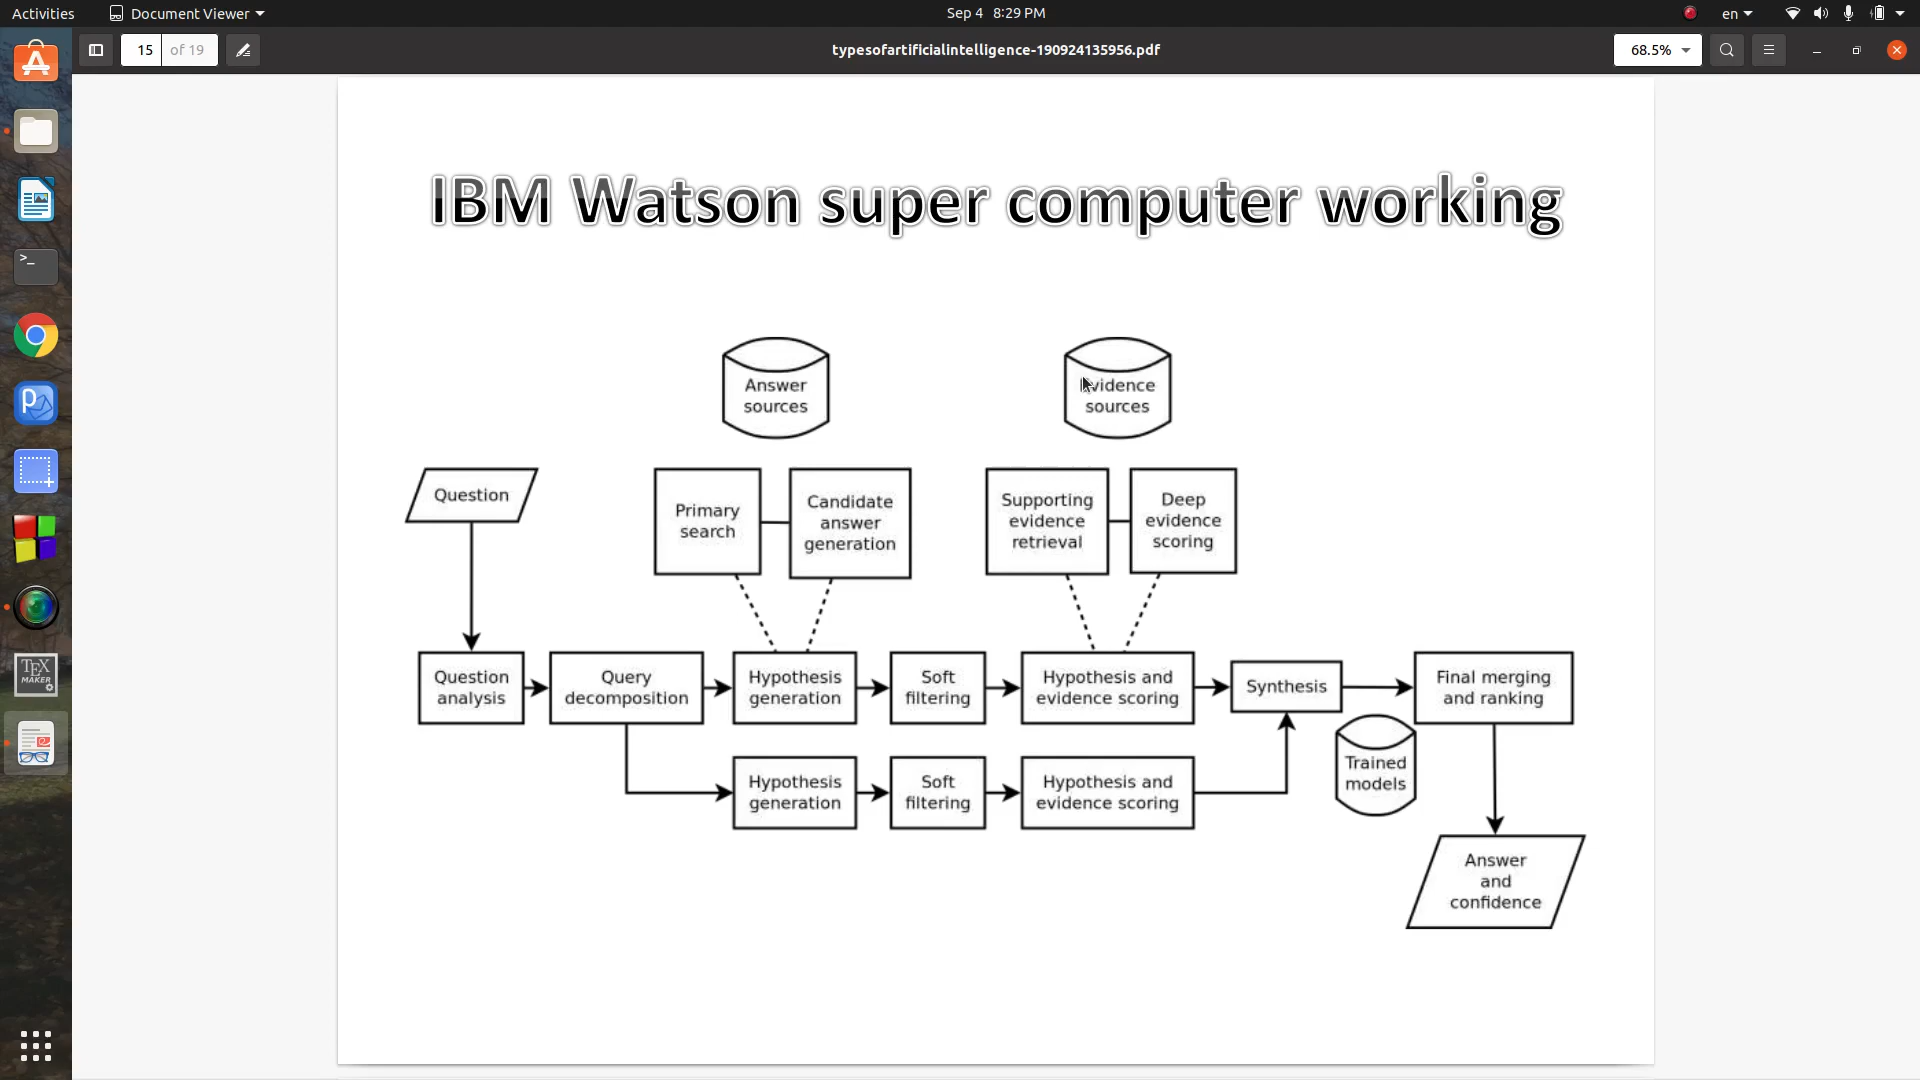 Activities
Document Viewer
Sep 4 8:29 PM
en
15
of 19
typesofartificialintelligence-190924135956.pdf
68.5%
IBM Watson super computer working
Answer
sources
Evidence
sources
Question
Primary
search
Candidate
answer
generation
Supporting
evidence
retrieval
Deep
evidence
scoring
Question
analysis
Query
decomposition
Hypothesis
generation
Soft
filtering
Hypothesis and
evidence scoring
Synthesis
Final merging
and ranking
Hypothesis
generation
Soft
filtering
Hypothesis and
evidence scoring
Trained
models
Answer
and
confidence
>_
P
TEX
MAKER